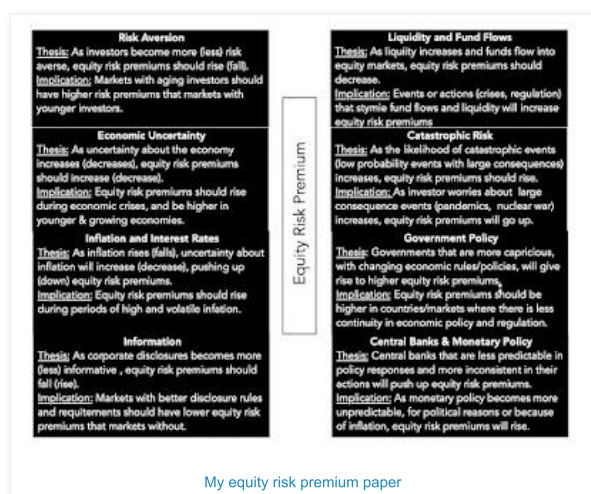 Risk Aversion
Thesis: As investors become more (less) risk
averse, equity risk premiums should rise (fall).
Implication: Markets with aging investors should
have higher risk premiums that markets with
younger investors.
Economic Uncertainty
Thesis: As uncertainty about the economy
increases (decreases), equity risk premiums
should increase (decrease).
Implication: Equity risk premiums should rise
during economic crises, and be higher in
younger & growing economies.
Inflation and Interest Rates
Thesis: As inflation rises (falls), uncertainty about
inflation will increase (decrease), pushing up
(down) equity risk premiums.
Implication: Equity risk premiums should rise
during periods of high and volatile infation.
Information
Thesis: As corporate disclosures becomes more
(less) informative , equity risk premiums should
fall (rise).
Implication: Markets with better disclosure rules
and requitements should have lower equity risk
premiums that markets without.
Equity Risk Premium
Liquidity and Fund Flows
Thesis: As liquiity increases and funds flow into
equity markets, equity risk premiums should
decrease.
Implication: Events or actions (crises, regulation)
that stymie fund flows and liquidity will increase
equity risk premiums
Catastrophic Risk
Thesis: As the likelihood of catastrophic events
(low probability events with large consequences)
increases, equity risk premiums should rise.
Implication: As investor worries about large
consequence events (pandemics, nuclear war)
increases, equity risk premiums will go up.
Government Policy
Thesis: Governments that are more capricious,
with changing economic rules/policies, will give
rise to higher equity risk premiums,
Implication: Equity risk premiums should be
higher in countries/markets where there is less
continuity in economic policy and regulation.
Central Banks & Monetary Policy
Thesis: Central banks that are less predictable in
policy responses and more inconsistent in their
actions will push up equity risk premiums.
Implication: As monetary policy becomes more
unpredictable, for political reasons or because
of inflation, equity risk premiums will rise.
My equity risk premium paper